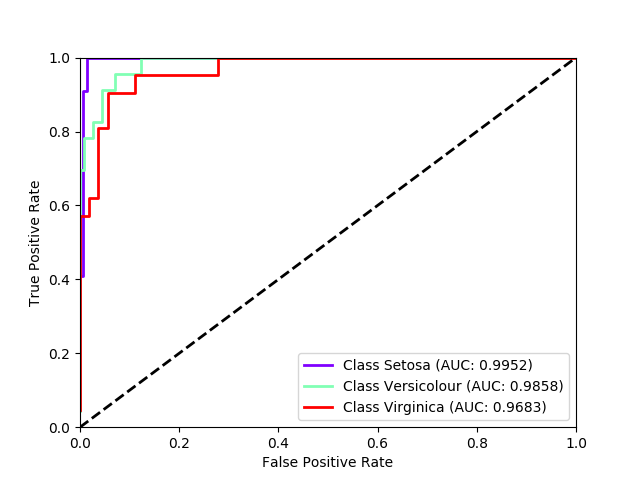 1.0
0.8
0.6
0.4
0.2
0.0
True Positive Rate
0.0 0.2 0.4 0.6 0.8 1.0
False Positive Rate
Class Setosa (AUC: 0.9952)
Class Versicolour (AUC: 0.9858)
Class Virginica (AUC: 0.9683)